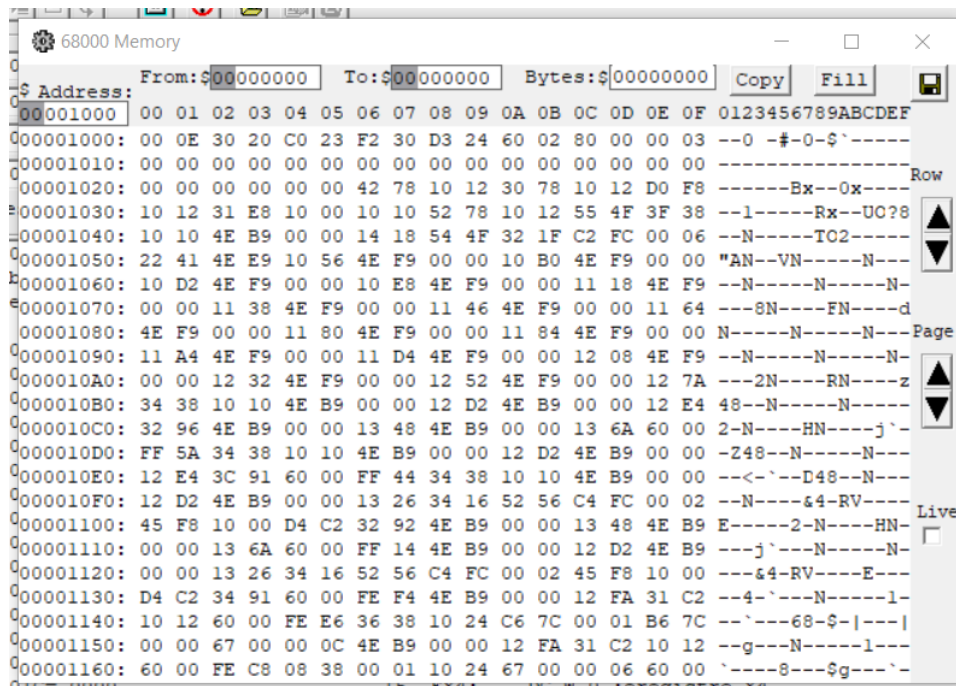 68000 Memory
From:$00000000 To:$00000000 Bytes:$00000000 Copy Fill
$ Address:
00001000 00 01 02 03 04 05 06 07 08 09 0A 0B 0C 0D 0E 0F 0123456789ABCDEF
00001000: 00 0E 30 20 C0 23 F2 30 D3 24 60 02 80 00 00 03 --0 -#-0-$`-----
00001010: 00 00 00 00 00 00 00 00 00 00 00 00 00 00 00 00 ----------------
Row
00001020: 00 00 00 00 00 00 42 78 10 12 30 78 10 12 D0 F8 ------Bx--0x----
00001030: 10 12 31 E8 10 00 10 10 52 78 10 12 55 4F 3F 38 --1-----Rx--UO?8
00001040: 10 10 4E B9 00 00 14 18 54 4F 32 1F C2 FC 00 06 --N-----TO2-----
00001050: 22 41 4E E9 10 56 4E F9 00 00 10 B0 4E F9 00 00 "AN--VN-----N---
00001060: 10 D2 4E F9 00 00 10 E8 4E F9 00 00 11 18 4E F9 --N-----N-----N-
00001070: 00 00 11 38 4E F9 00 00 11 46 4E F9 00 00 11 64 ---8N----FN----d
00001080: 4E F9 00 00 11 80 4E F9 00 00 11 84 4E F9 00 00 N-----N-----N---
Page
00001090: 11 A4 4E F9 00 00 11 D4 4E F9 00 00 12 08 4E F9 --N-----N-----N-
000010A0: 00 00 12 32 4E F9 00 00 12 52 4E F9 00 00 12 7A ---2N----RN----z
000010B0: 34 38 10 10 4E B9 00 00 12 D2 4E B9 00 00 12 E4 48--N-----N-----
000010C0: 32 96 4E B9 00 00 13 48 4E B9 00 00 13 6A 60 00 2-N----HN----j`-
000010D0: FF 5A 34 38 10 10 4E B9 00 00 12 D2 4E B9 00 00 -Z48--N-----N---
000010E0: 12 E4 3C 91 60 00 FF 44 34 38 10 10 4E B9 00 00 --<-`--D48--N---
000010F0: 12 D2 4E B9 00 00 13 26 34 16 52 56 C4 FC 00 02 --N----&4-RV----
Live
00001100: 45 F8 10 00 D4 C2 32 92 4E B9 00 00 13 48 4E B9 E-----2-N----HN-
00001110: 00 00 13 6A 60 00 FF 14 4E B9 00 00 12 D2 4E B9 ---j`---N-----N-
00001120: 00 00 13 26 34 16 52 56 C4 FC 00 02 45 F8 10 00 ---&4-RV----E---
00001130: D4 C2 34 91 60 00 FE F4 4E B9 00 00 12 FA 31 C2 --4-`---N-----1-
00001140: 10 12 60 00 FE E6 36 38 10 24 C6 7C 00 01 B6 7C --`---68-$-|---|
00001150: 00 00 67 00 00 0C 4E B9 00 00 12 FA 31 C2 10 12 --g---N-----1---
00001160: 60 00 FE C8 08 38 00 01 10 24 67 00 00 06 60 00 `----8---$g---`-